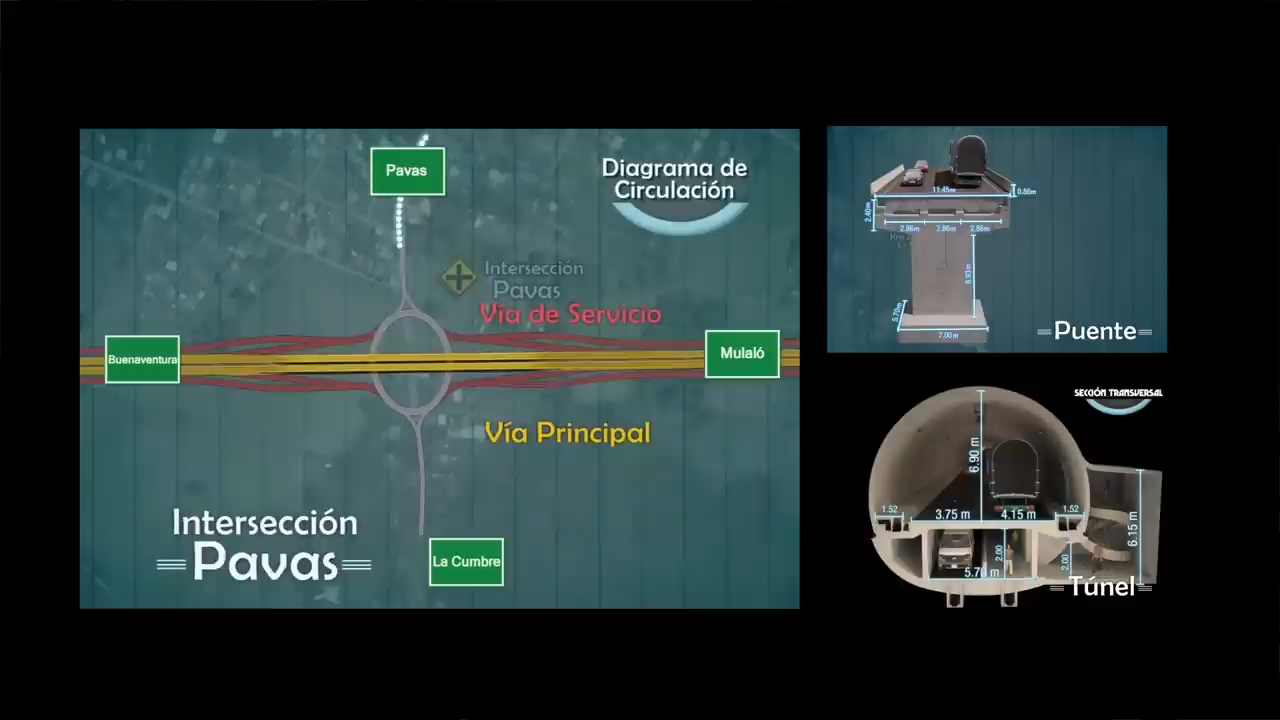 Pavas
Diagrama de
Circulación
Intersección
Pavas
Vía de Servicio
Buenaventura
Mulaló
Vía Principal
Intersección
Pavas
La Cumbre
11.45m
0.86m
2.40m
2.86m 2.86m 2.86m
6.93m
5.70m
7.00m
Puente
SECCIÓN TRANSVERSAL
6.90 m
1.52
3.75 m 4.15 m
1.52
6.15 m
2.00
2.00
5.70 m
Túnel